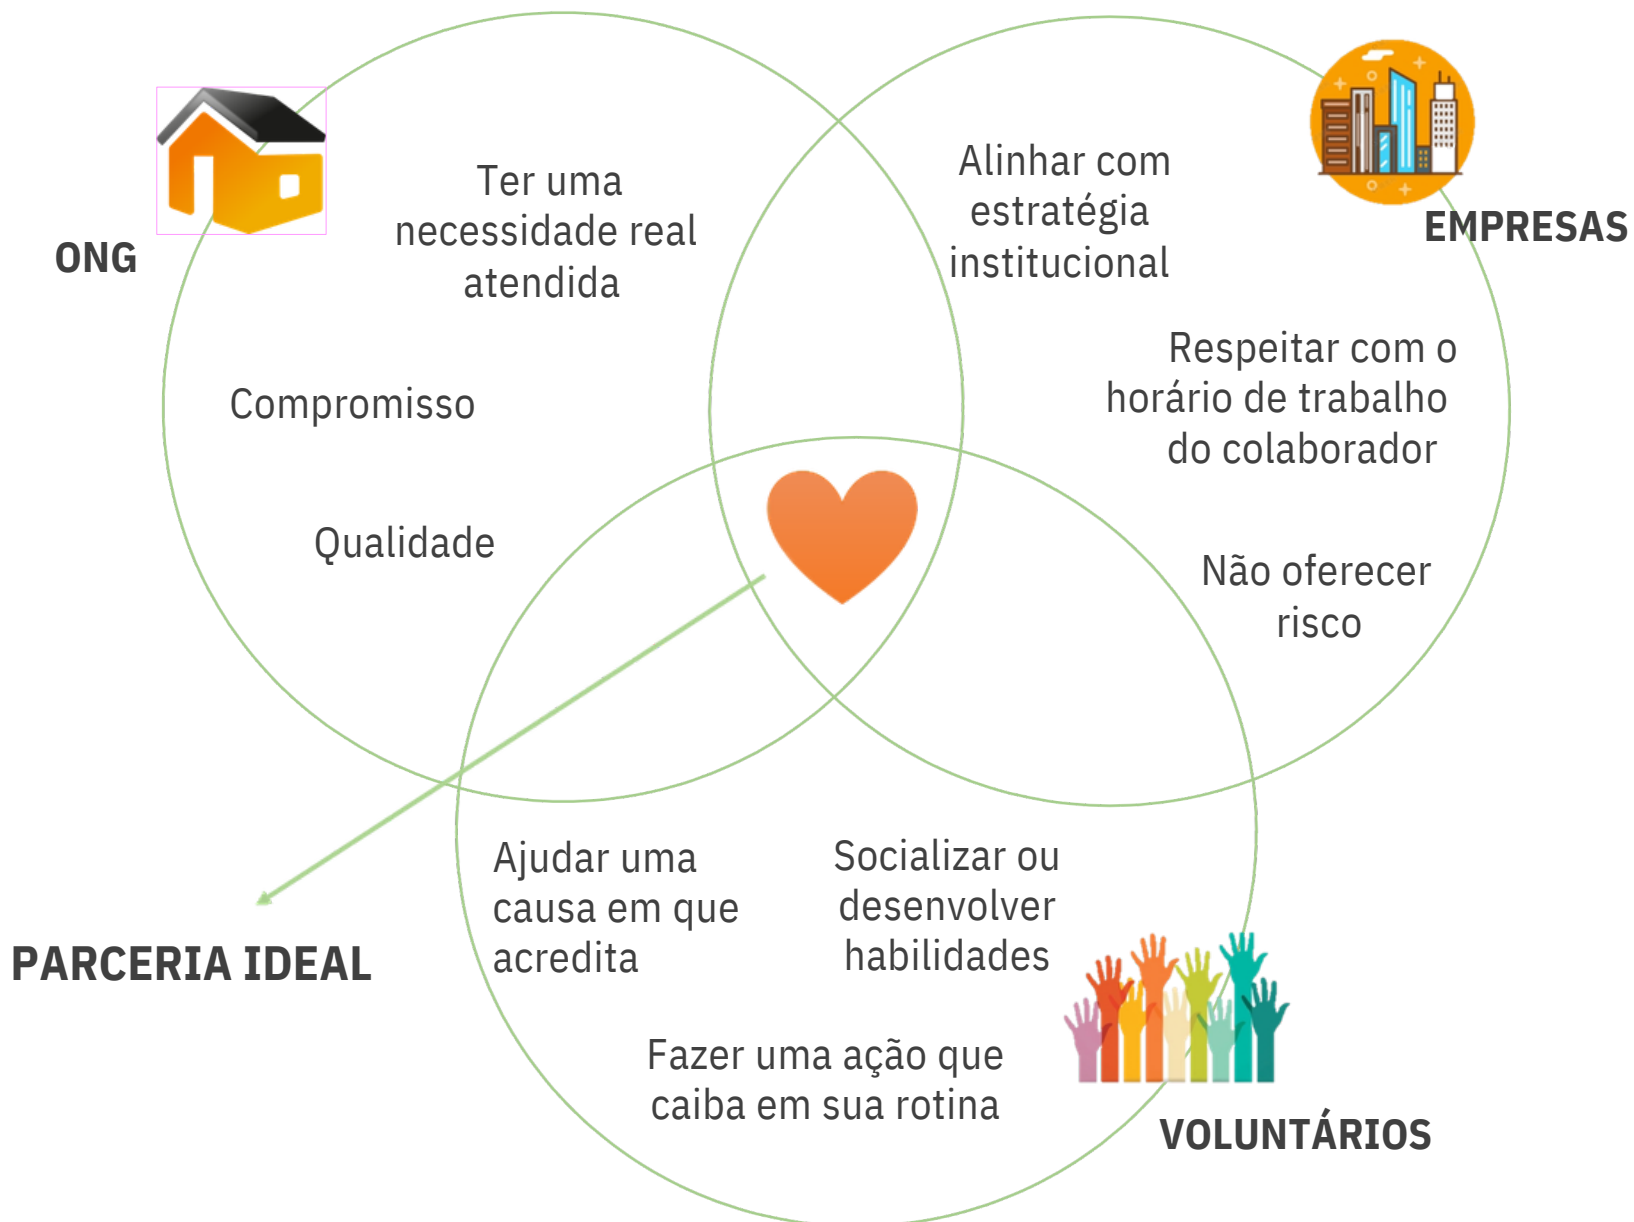 ONG
Ter uma
necessidade real
atendida
Compromisso
Qualidade
EMPRESAS
Alinhar com
estratégia
institucional
Respeitar com o
horário de trabalho
do colaborador
Não oferecer
risco
PARCERIA IDEAL
Ajudar uma
causa em que
acredita
Socializar ou
desenvolver
habilidades
Fazer uma ação que
caiba em sua rotina
VOLUNTÁRIOS